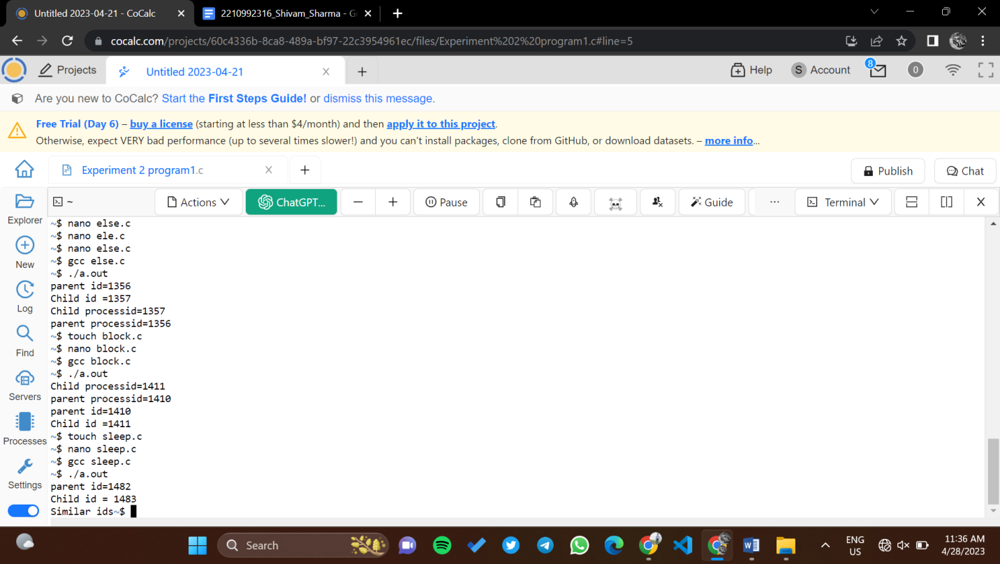 Untitled 2023-04-21 - CoCalc
2210992316_Shivam_Sharma - G
cocalc.com/projects/60c4336b-8ca8-489a-bf97-22c3954961ec/files/Experiment%202%20program1.c#line=5
Projects
Untitled 2023-04-21
Help
S Account
8
0
Are you new to CoCalc? Start the First Steps Guide! or dismiss this message.
Free Trial (Day 6) – buy a license (starting at less than $4/month) and then apply it to this project.
Otherwise, expect VERY bad performance (up to several times slower!) and you can't install packages, clone from GitHub, or download datasets. – more info...
Experiment 2 program1.c
Publish
Chat
Explorer
New
Log
Find
Servers
Processes
Settings
~
Actions
ChatGPT...
Pause
Guide
...
Terminal
~$ nano else.c
~$ nano ele.c
~$ nano else.c
~$ gcc else.c
~$ ./a.out
parent id=1356
Child id =1357
Child processid=1357
parent processid=1356
~$ touch block.c
~$ nano block.c
~$ gcc block.c
~$ ./a.out
Child processid=1411
parent processid=1410
parent id=1410
Child id =1411
~$ touch sleep.c
~$ nano sleep.c
~$ gcc sleep.c
~$ ./a.out
parent id=1482
Child id = 1483
Similar ids~$
Search
ENG
US
11:36 AM
4/28/2023